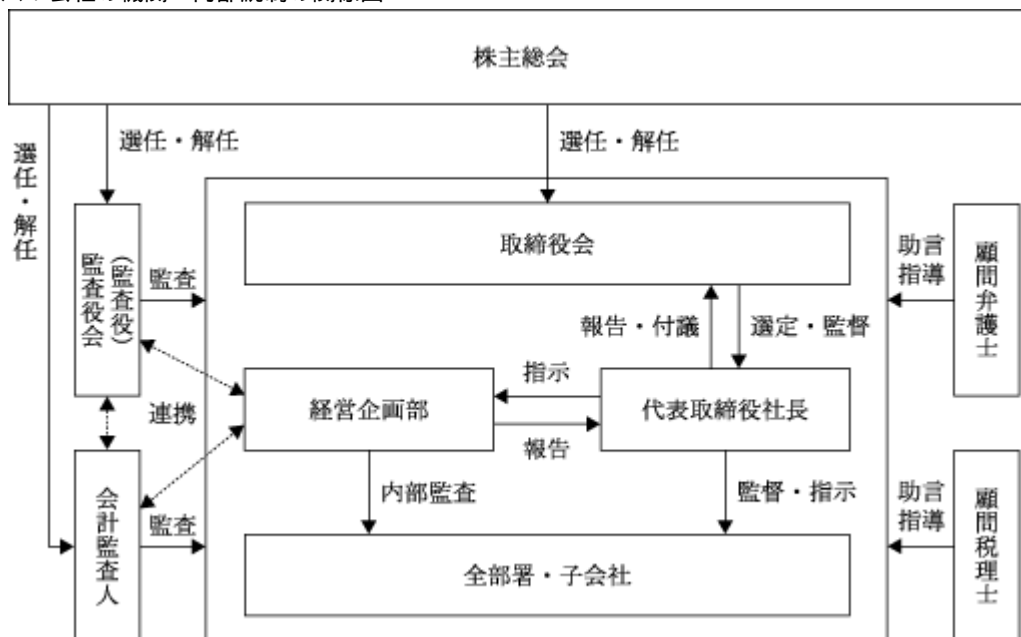 株主総会
選任・解任
選任・解任
選任・解任
取締役会
監査役会
(監査役)
監査
助言
指導
顧問弁護士
報告・付議
選定・監督
指示
経営企画部
代表取締役社長
連携
報告
内部監査
監督・指示
会計監査人
監査
助言
指導
顧問税理士
全部署・子会社